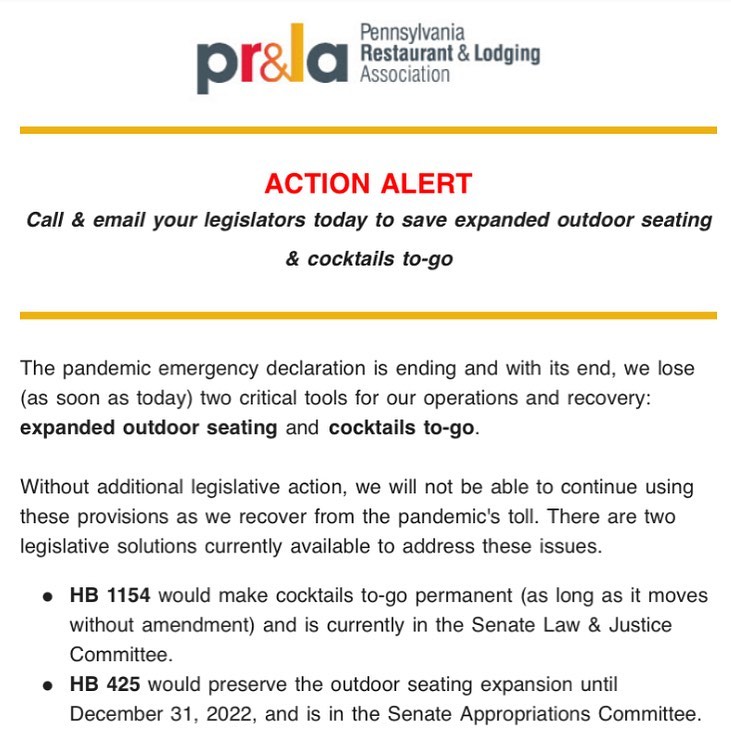 pr&la
Pennsylvania
Restaurant & Lodging
Association
ACTION ALERT
Call & email your legislators today to save expanded outdoor seating
& cocktails to-go
The pandemic emergency declaration is ending and with its end, we lose
(as soon as today) two critical tools for our operations and recovery:
expanded outdoor seating and cocktails to-go.
Without additional legislative action, we will not be able to continue using
these provisions as we recover from the pandemic's toll. There are two
legislative solutions currently available to address these issues.
● HB 1154 would make cocktails to-go permanent (as long as it moves
without amendment) and is currently in the Senate Law & Justice
Committee.
● HB 425 would preserve the outdoor seating expansion until
December 31, 2022, and is in the Senate Appropriations Committee.